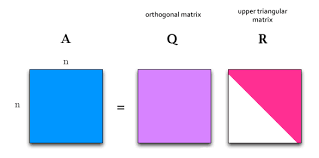 orthogonal matrix
upper triangular
matrix
A
Q
R
n
n
=